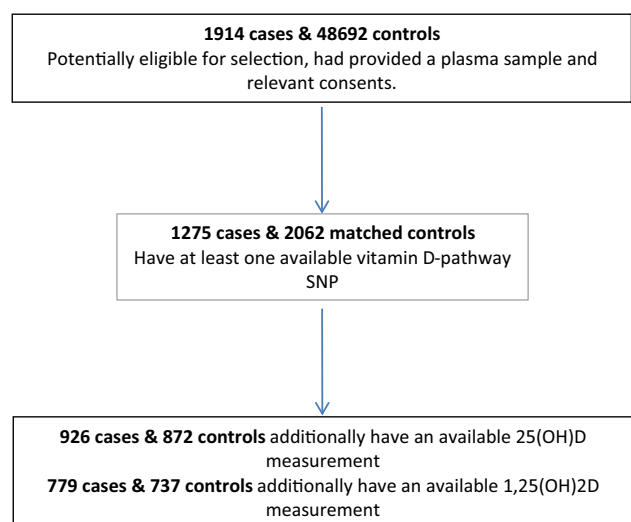 1914 cases & 48692 controls
Potentially eligible for selection, had provided a plasma sample and
relevant consents.
1275 cases & 2062 matched controls
Have at least one available vitamin D-pathway
SNP
926 cases & 872 controls additionally have an available 25(OH)D
measurement
779 cases & 737 controls additionally have an available 1,25(OH)2D
measurement